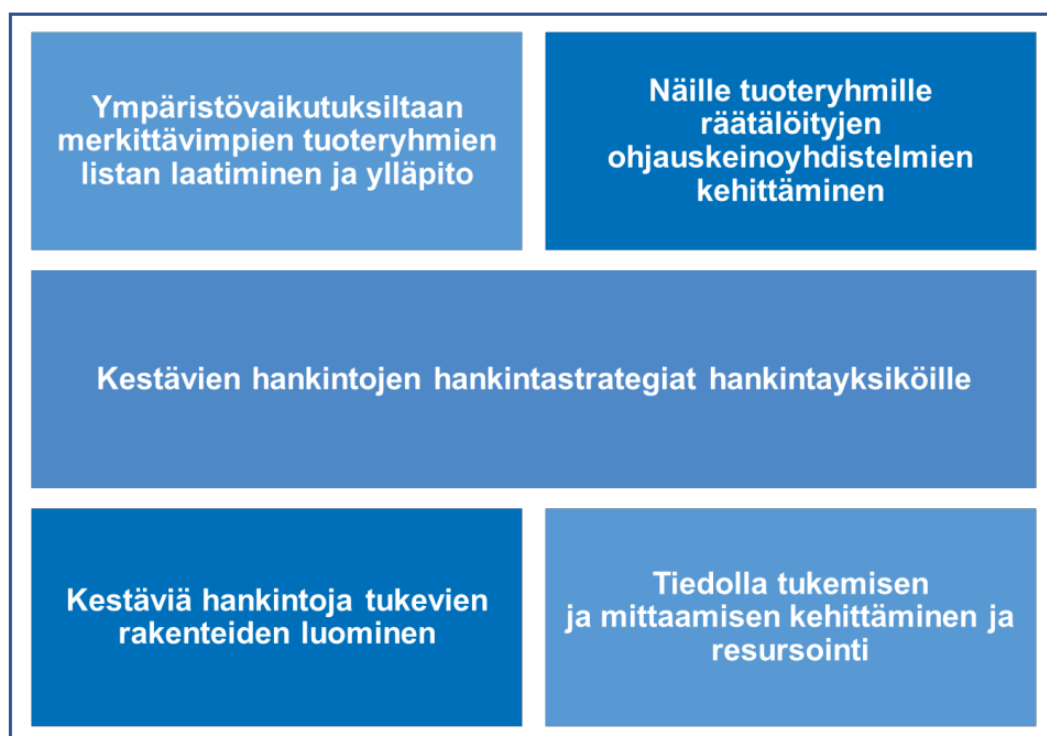 Ympäristövaikutuksiltaan
merkittävimpien tuoteryhmien
listan laatiminen ja ylläpito
Näille tuoteryhmille
räätälöityjen
ohjauskeinoyhdistelmien
kehittäminen
Kestävien hankintojen hankintastrategiat hankintayksiköille
Kestäviä hankintoja tukevien
rakenteiden luominen
Tiedolla tukemisen
ja mittaamisen kehittäminen ja
resursointi